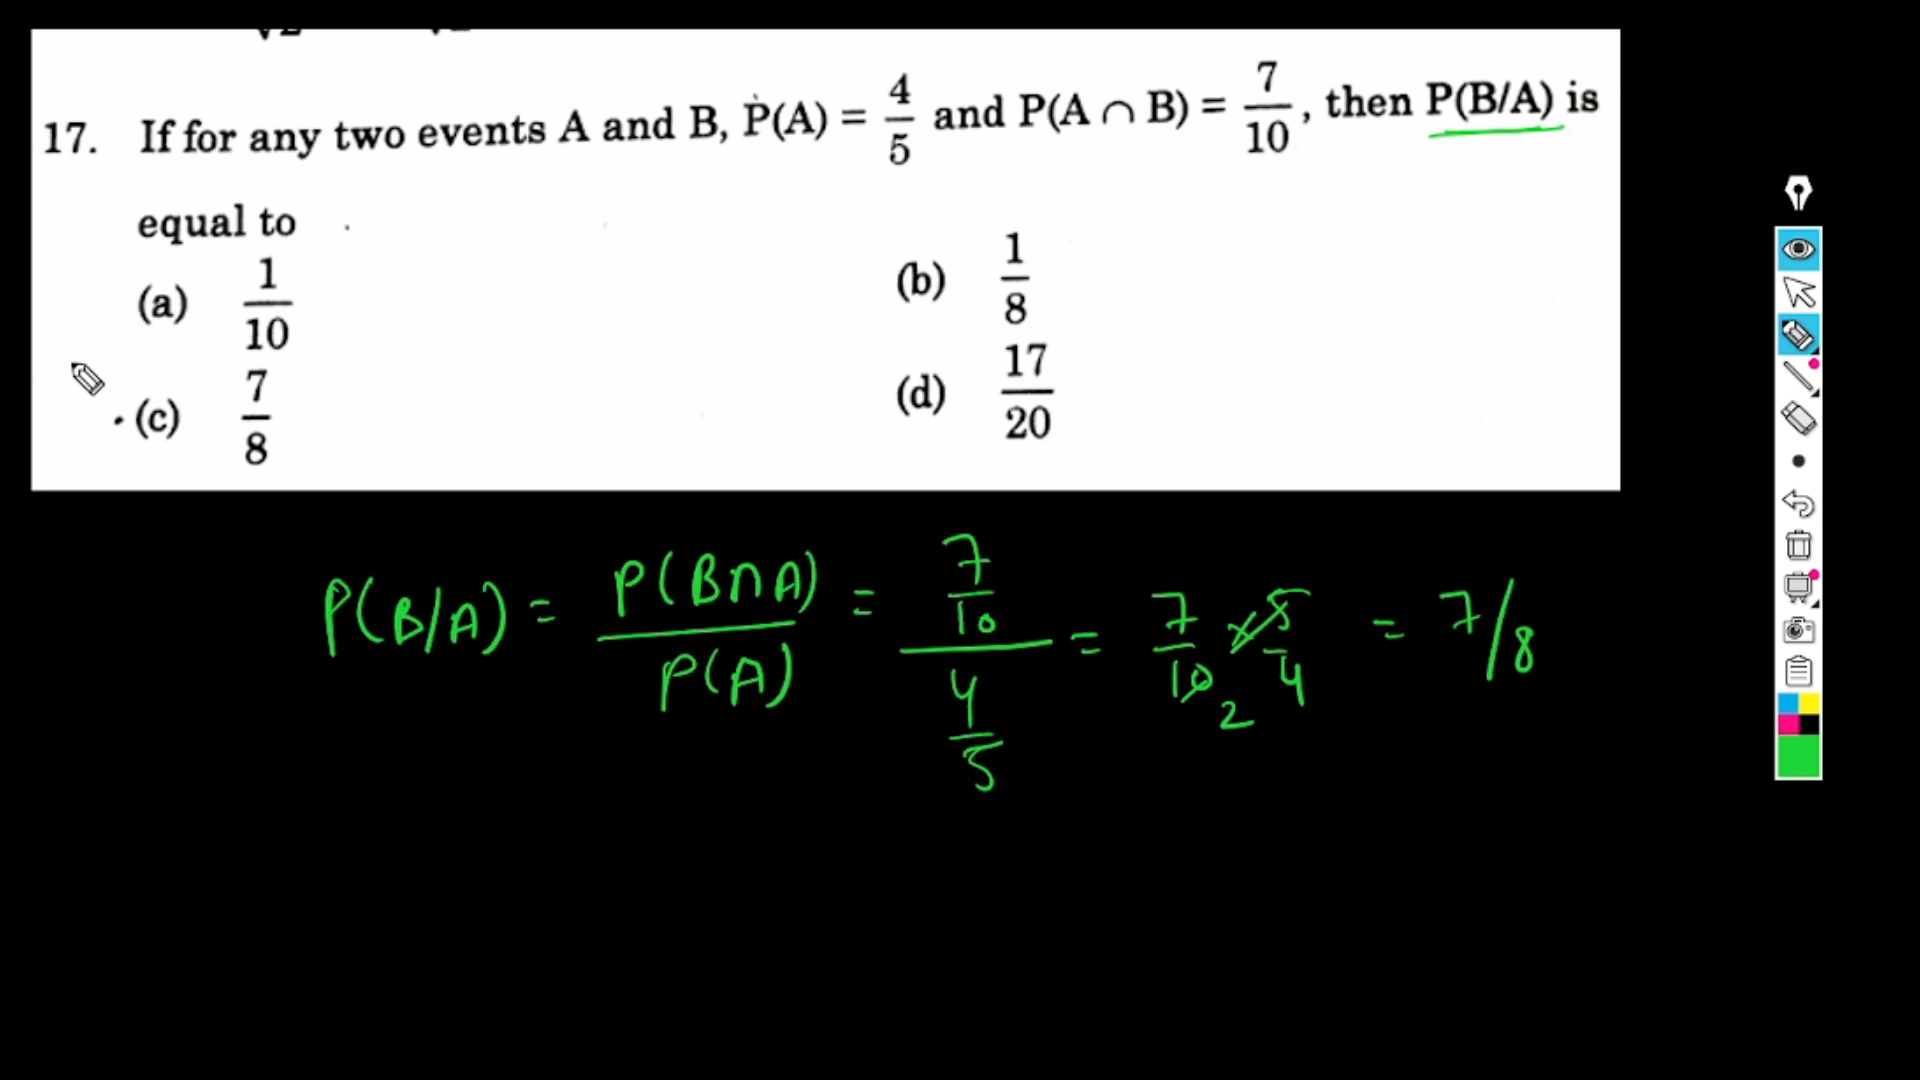 17. If for any two events A and B, P(A) = 4/5 and P(A ∩ B) = 7/10, then P(B/A) is
equal to
(a) 1/10
(b) 1/8
(c) 7/8
(d) 17/20
P(B/A) = P(B∩A)/P(A) = (7/10)/(4/5) = 7/10 × 5/4 = 7/8
2